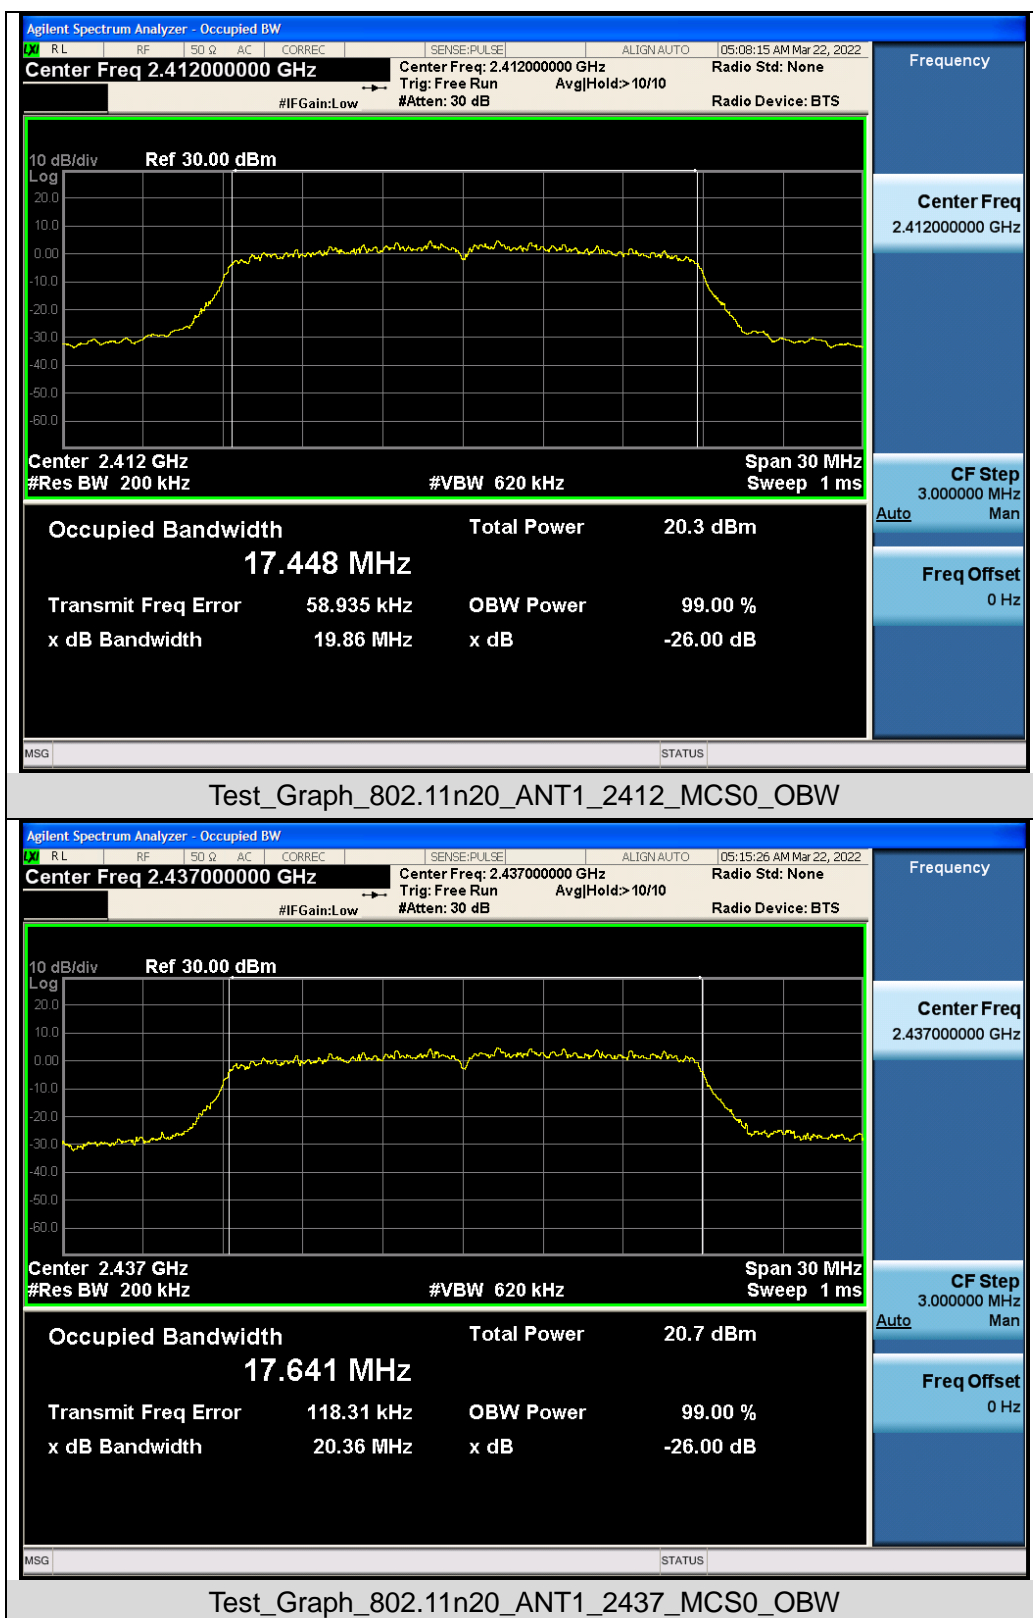 Agilent Spectrum Analyzer - Occupied BW
LXI RL RF 50 Ω AC CORREC SENSE:PULSE ALIGN AUTO 05:08:15 AM Mar 22, 2022
Center Freq 2.412000000 GHz
Center Freq: 2.412000000 GHz
Radio Std: None
Trig: Free Run Avg|Hold:>10/10
#IFGain:Low
#Atten: 30 dB
Radio Device: BTS
10 dB/div Ref 30.00 dBm
Log
20.0
10.0
0.00
-10.0
-20.0
-30.0
-40.0
-50.0
-60.0
Center 2.412 GHz Span 30 MHz
#Res BW 200 kHz #VBW 620 kHz Sweep 1 ms
Occupied Bandwidth Total Power 20.3 dBm
17.448 MHz
Transmit Freq Error 58.935 kHz OBW Power 99.00 %
x dB Bandwidth 19.86 MHz x dB -26.00 dB
MSG STATUS
Frequency
Center Freq
2.412000000 GHz
CF Step
3.000000 MHz
Auto Man
Freq Offset
0 Hz
Test_Graph_802.11n20_ANT1_2412_MCS0_OBW
Agilent Spectrum Analyzer - Occupied BW
LXI RL RF 50 Ω AC CORREC SENSE:PULSE ALIGN AUTO 05:15:26 AM Mar 22, 2022
Center Freq 2.437000000 GHz
Center Freq: 2.437000000 GHz
Radio Std: None
Trig: Free Run Avg|Hold:>10/10
#IFGain:Low
#Atten: 30 dB
Radio Device: BTS
10 dB/div Ref 30.00 dBm
Log
20.0
10.0
0.00
-10.0
-20.0
-30.0
-40.0
-50.0
-60.0
Center 2.437 GHz Span 30 MHz
#Res BW 200 kHz #VBW 620 kHz Sweep 1 ms
Occupied Bandwidth Total Power 20.7 dBm
17.641 MHz
Transmit Freq Error 118.31 kHz OBW Power 99.00 %
x dB Bandwidth 20.36 MHz x dB -26.00 dB
MSG STATUS
Frequency
Center Freq
2.437000000 GHz
CF Step
3.000000 MHz
Auto Man
Freq Offset
0 Hz
Test_Graph_802.11n20_ANT1_2437_MCS0_OBW